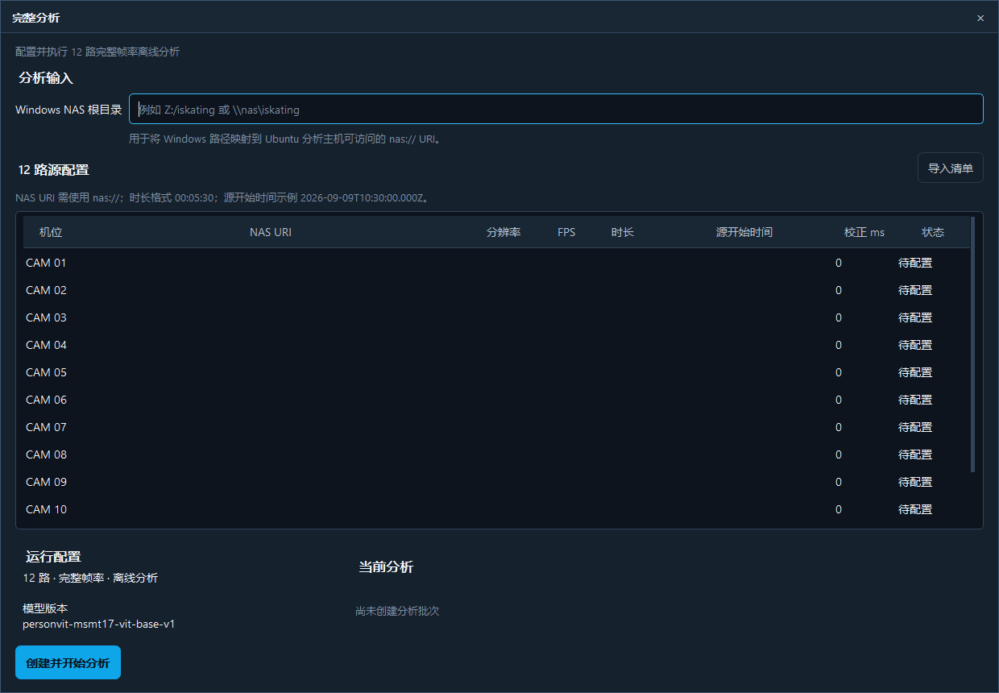 完整分析 ×
配置并执行 12 路完整帧率离线分析
分析输入
Windows NAS 根目录 例如 Z:/iskating 或 \\nas\iskating
用于将 Windows 路径映射到 Ubuntu 分析主机可访问的 nas:// URI。
12 路源配置 导入清单
NAS URI 需使用 nas://；时长格式 00:05:30；源开始时间示例 2026-09-09T10:30:00.000Z。
机位 NAS URI 分辨率 FPS 时长 源开始时间 校正 ms 状态
CAM 01 0 待配置
CAM 02 0 待配置
CAM 03 0 待配置
CAM 04 0 待配置
CAM 05 0 待配置
CAM 06 0 待配置
CAM 07 0 待配置
CAM 08 0 待配置
CAM 09 0 待配置
CAM 10 0 待配置
运行配置
12 路 · 完整帧率 · 离线分析
模型版本
personvit-msmt17-vit-base-v1
当前分析
尚未创建分析批次
创建并开始分析